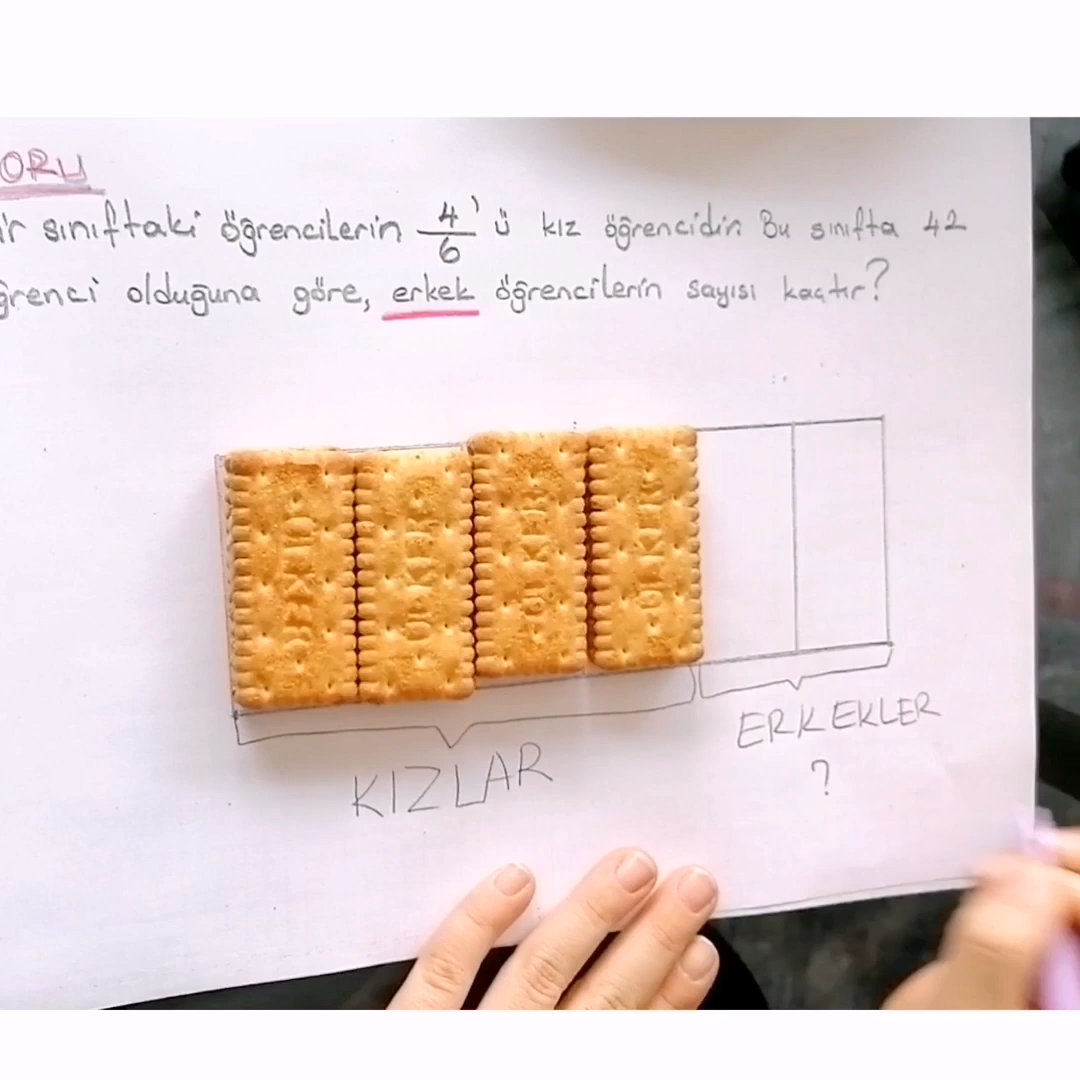 ORU
ir sınıftaki öğrencilerin 4/6'ü kız öğrencidir. Bu sınıfta 42
ğrenci olduğuna göre, erkek öğrencilerin sayısı kaçtır?
KIZLAR
ERKEKLER
?